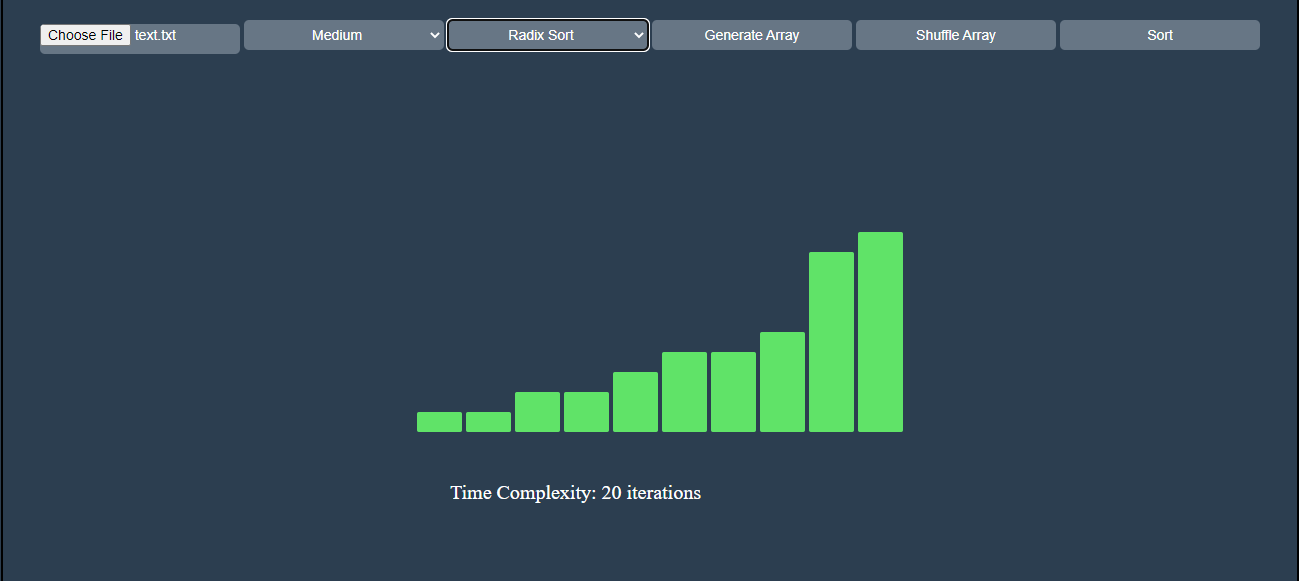 Choose File text.txt Medium Radix Sort Generate Array Shuffle Array Sort
Time Complexity: 20 iterations